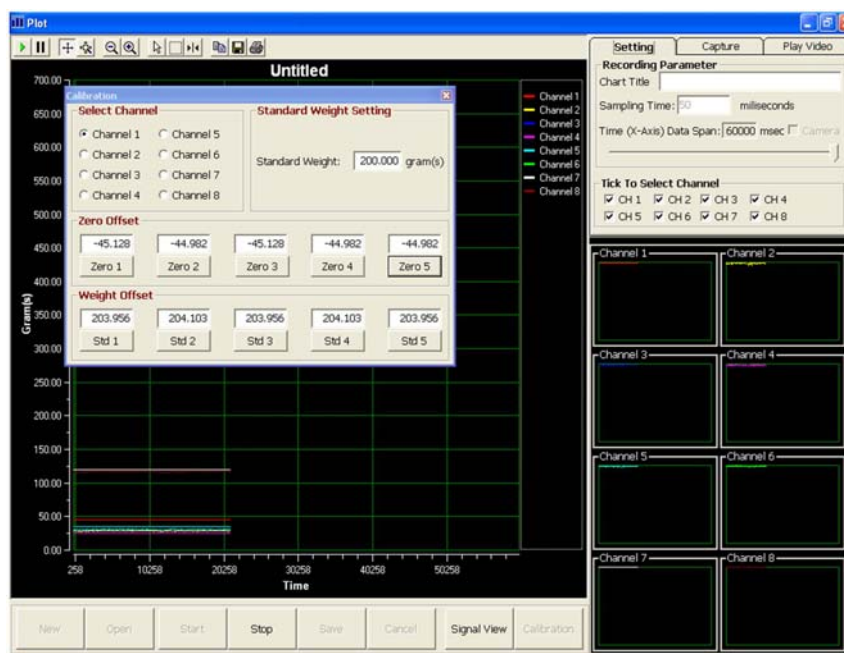 Plot
Setting Capture Play Video
Recording Parameter
Chart Title
Sampling Time: 50 miliseconds
Time (X-Axis) Data Span: 60000 msec Camera
Tick To Select Channel
CH 1 CH 2 CH 3 CH 4
CH 5 CH 6 CH 7 CH 8
Untitled
Gram(s)
700.00
650.00
600.00
550.00
500.00
450.00
400.00
350.00
300.00
250.00
200.00
150.00
100.00
50.00
0.00
258 10258 20258 30258 40258 50258
Time
Channel 1
Channel 2
Channel 3
Channel 4
Channel 5
Channel 6
Channel 7
Channel 8
Calibration
Select Channel
Channel 1 Channel 5
Channel 2 Channel 6
Channel 3 Channel 7
Channel 4 Channel 8
Standard Weight Setting
Standard Weight: 200.000 gram(s)
Zero Offset
-45.128 -44.982 -45.128 -44.982 -44.982
Zero 1 Zero 2 Zero 3 Zero 4 Zero 5
Weight Offset
203.956 204.103 203.956 204.103 203.956
Std 1 Std 2 Std 3 Std 4 Std 5
Channel 1 Channel 2
Channel 3 Channel 4
Channel 5 Channel 6
Channel 7 Channel 8
New Open Start Stop Save Cancel Signal View Calibration